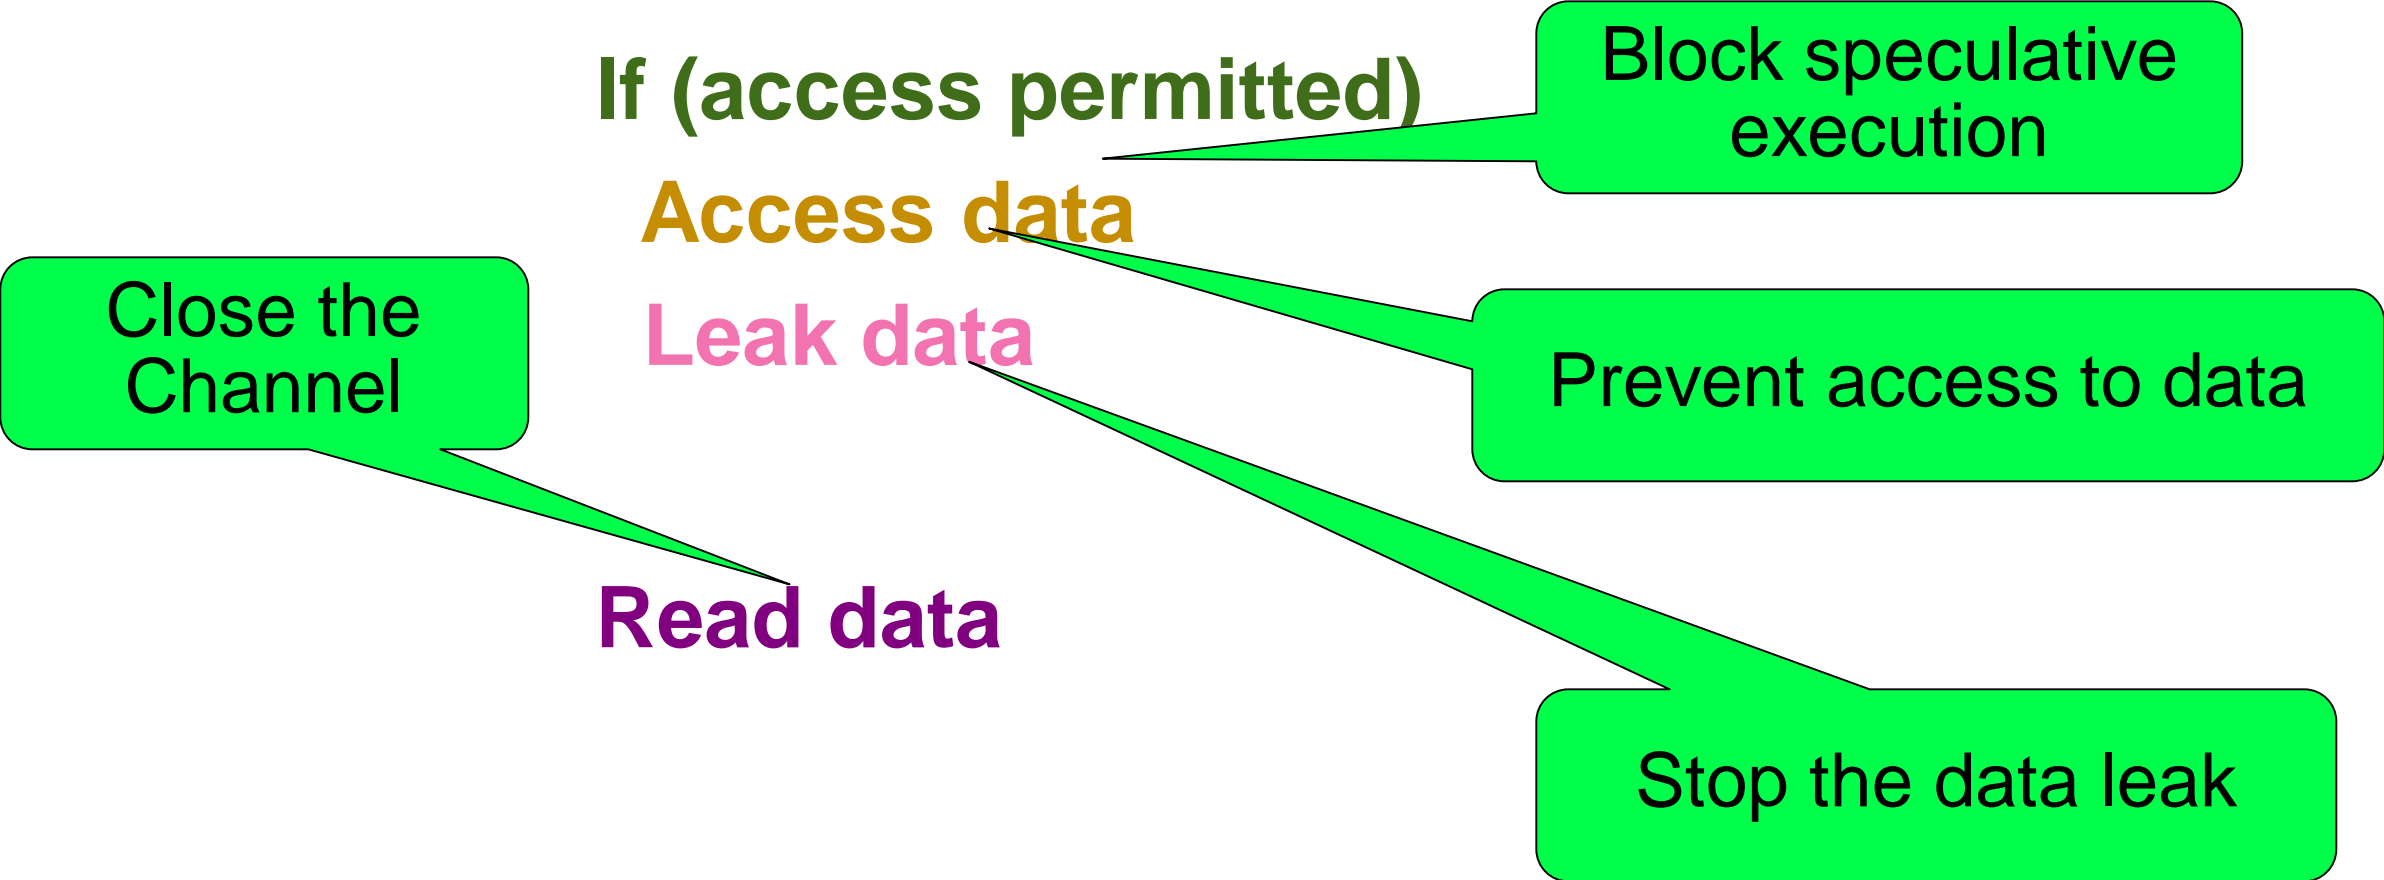 If (access permitted)
Block speculative
execution
Access data
Close the
Channel
Leak data
Prevent access to data
Read data
Stop the data leak